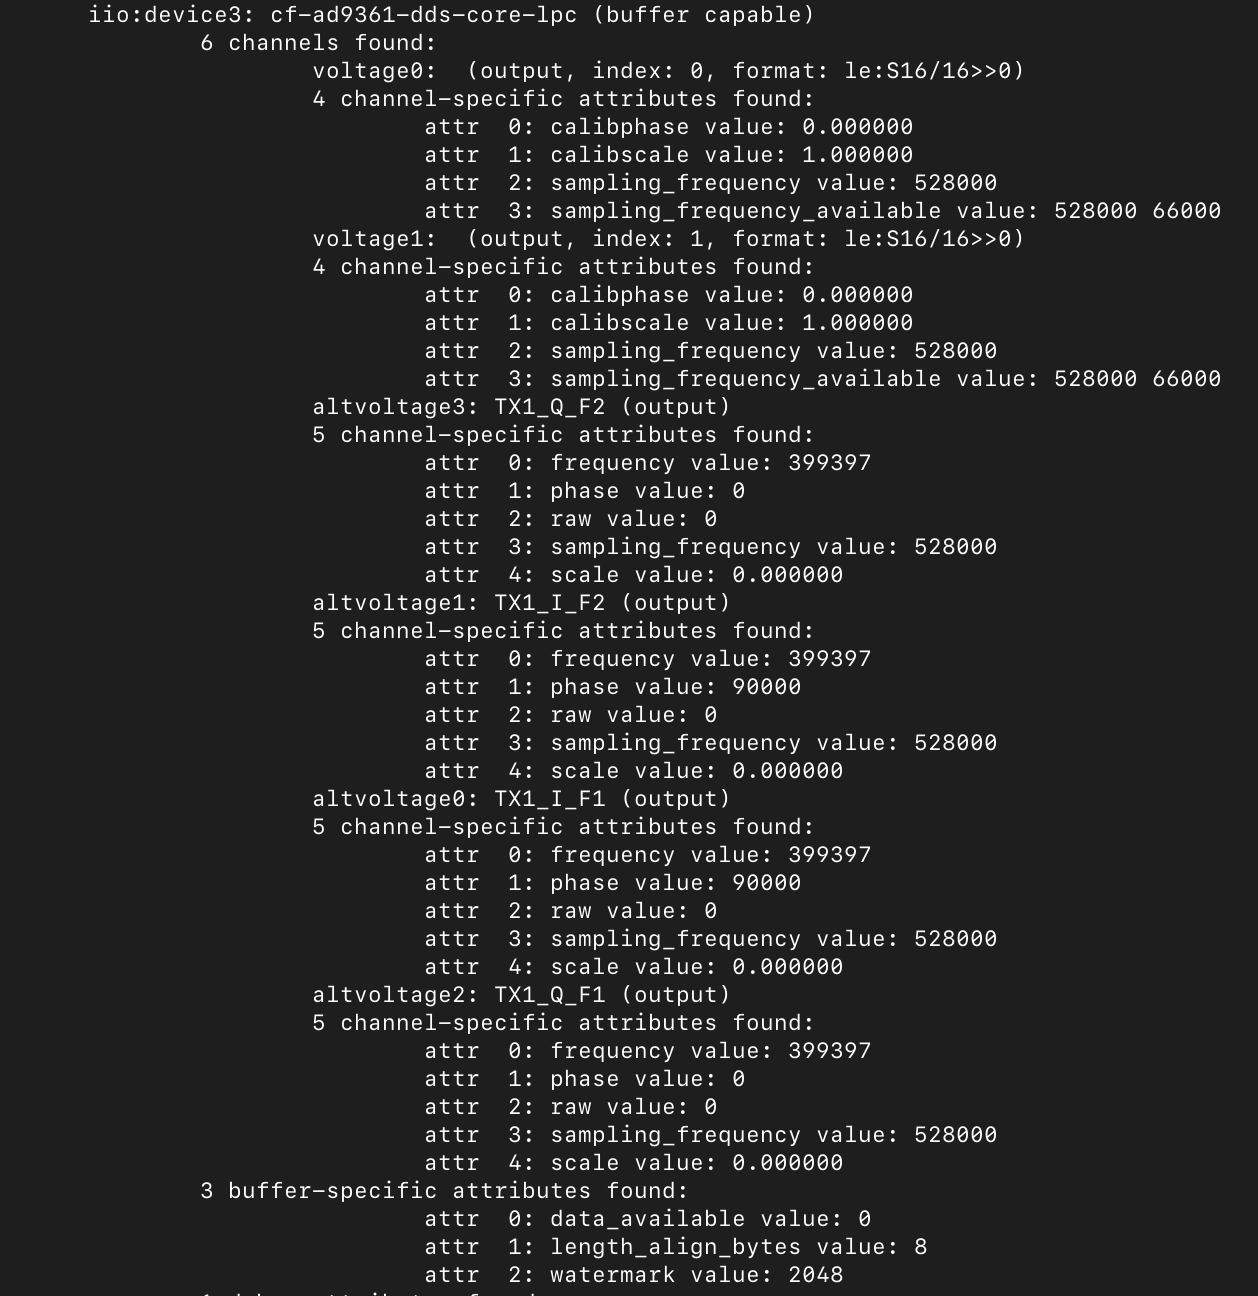 iio:device3: cf-ad9361-dds-core-lpc (buffer capable)
6 channels found:
voltage0:  (output, index: 0, format: le:S16/16>>0)
4 channel-specific attributes found:
attr  0: calibphase value: 0.000000
attr  1: calibscale value: 1.000000
attr  2: sampling_frequency value: 528000
attr  3: sampling_frequency_available value: 528000 66000
voltage1:  (output, index: 1, format: le:S16/16>>0)
4 channel-specific attributes found:
attr  0: calibphase value: 0.000000
attr  1: calibscale value: 1.000000
attr  2: sampling_frequency value: 528000
attr  3: sampling_frequency_available value: 528000 66000
altvoltage3: TX1_Q_F2 (output)
5 channel-specific attributes found:
attr  0: frequency value: 399397
attr  1: phase value: 0
attr  2: raw value: 0
attr  3: sampling_frequency value: 528000
attr  4: scale value: 0.000000
altvoltage1: TX1_I_F2 (output)
5 channel-specific attributes found:
attr  0: frequency value: 399397
attr  1: phase value: 90000
attr  2: raw value: 0
attr  3: sampling_frequency value: 528000
attr  4: scale value: 0.000000
altvoltage0: TX1_I_F1 (output)
5 channel-specific attributes found:
attr  0: frequency value: 399397
attr  1: phase value: 90000
attr  2: raw value: 0
attr  3: sampling_frequency value: 528000
attr  4: scale value: 0.000000
altvoltage2: TX1_Q_F1 (output)
5 channel-specific attributes found:
attr  0: frequency value: 399397
attr  1: phase value: 0
attr  2: raw value: 0
attr  3: sampling_frequency value: 528000
attr  4: scale value: 0.000000
3 buffer-specific attributes found:
attr  0: data_available value: 0
attr  1: length_align_bytes value: 8
attr  2: watermark value: 2048